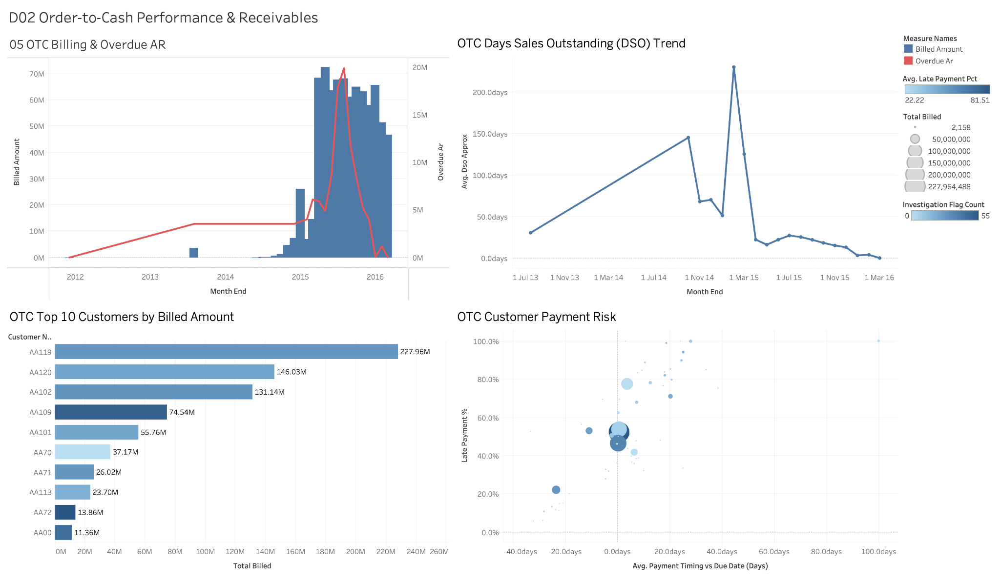 D02 Order-to-Cash Performance & Receivables
05 OTC Billing & Overdue AR
70M
60M
50M
40M
30M
20M
10M
0M
Billed Amount
20M
15M
10M
5M
0M
Overdue Ar
2012
2013
2014
2015
2016
Month End
OTC Days Sales Outstanding (DSO) Trend
200.0days
150.0days
100.0days
50.0days
0.0days
Avg. Dso Approx
1 Jul 13
1 Nov 13
1 Mar 14
1 Jul 14
1 Nov 14
1 Mar 15
1 Jul 15
1 Nov 15
1 Mar 16
Month End
Measure Names
Billed Amount
Overdue Ar
Avg. Late Payment Pct
22.22 81.51
Total Billed
2,158
50,000,000
100,000,000
150,000,000
200,000,000
227,964,488
Investigation Flag Count
0 55
OTC Top 10 Customers by Billed Amount
Customer N..
AA119 227.96M
AA120 146.03M
AA102 131.14M
AA109 74.54M
AA101 55.76M
AA70 37.17M
AA71 26.02M
AA113 23.70M
AA72 13.86M
AA00 11.36M
0M
20M
40M
60M
80M
100M
120M
140M
160M
180M
200M
220M
240M
260M
Total Billed
OTC Customer Payment Risk
100.0%
80.0%
60.0%
40.0%
20.0%
0.0%
Late Payment %
-40.0days
-20.0days
0.0days
20.0days
40.0days
60.0days
80.0days
100.0days
Avg. Payment Timing vs Due Date (Days)